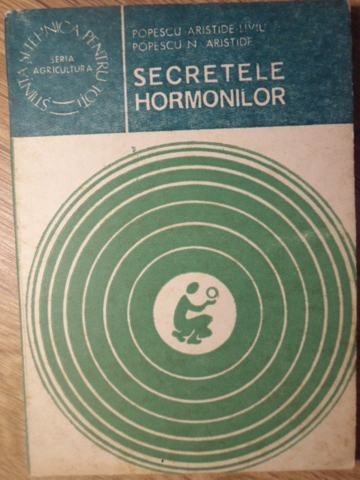 POPESCU ARISTIDE LIVIU
POPESCU N. ARISTIDE
SECRETELE
HORMONILOR
ȘTIINȚA ȘI TEHNICA PENTRU TOȚI
SERIA
AGRICULTURA